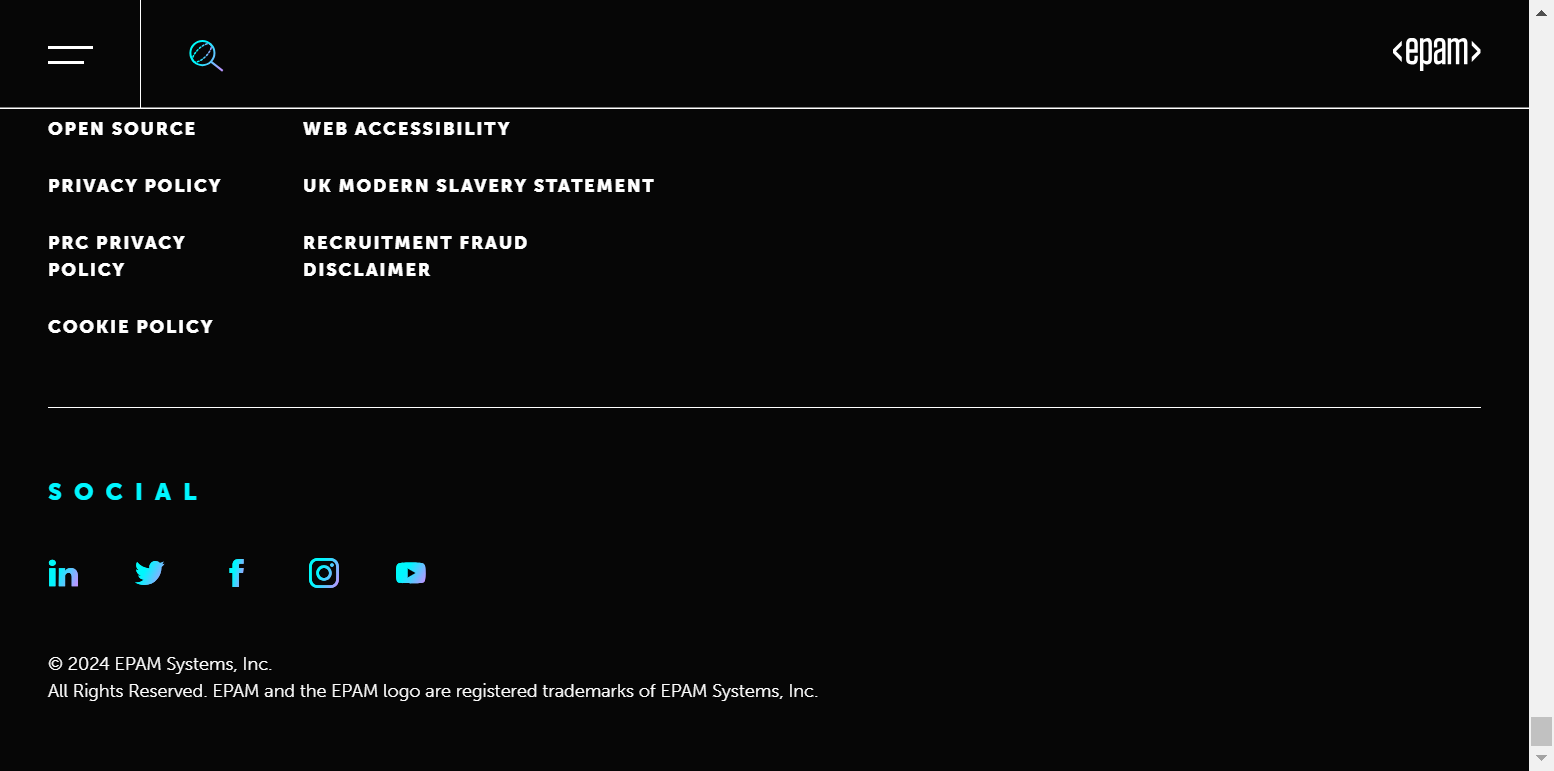 <epam>
OPEN SOURCE
WEB ACCESSIBILITY
PRIVACY POLICY
UK MODERN SLAVERY STATEMENT
PRC PRIVACY
POLICY
RECRUITMENT FRAUD
DISCLAIMER
COOKIE POLICY
SOCIAL
in
f
© 2024 EPAM Systems, Inc.
All Rights Reserved. EPAM and the EPAM logo are registered trademarks of EPAM Systems, Inc.